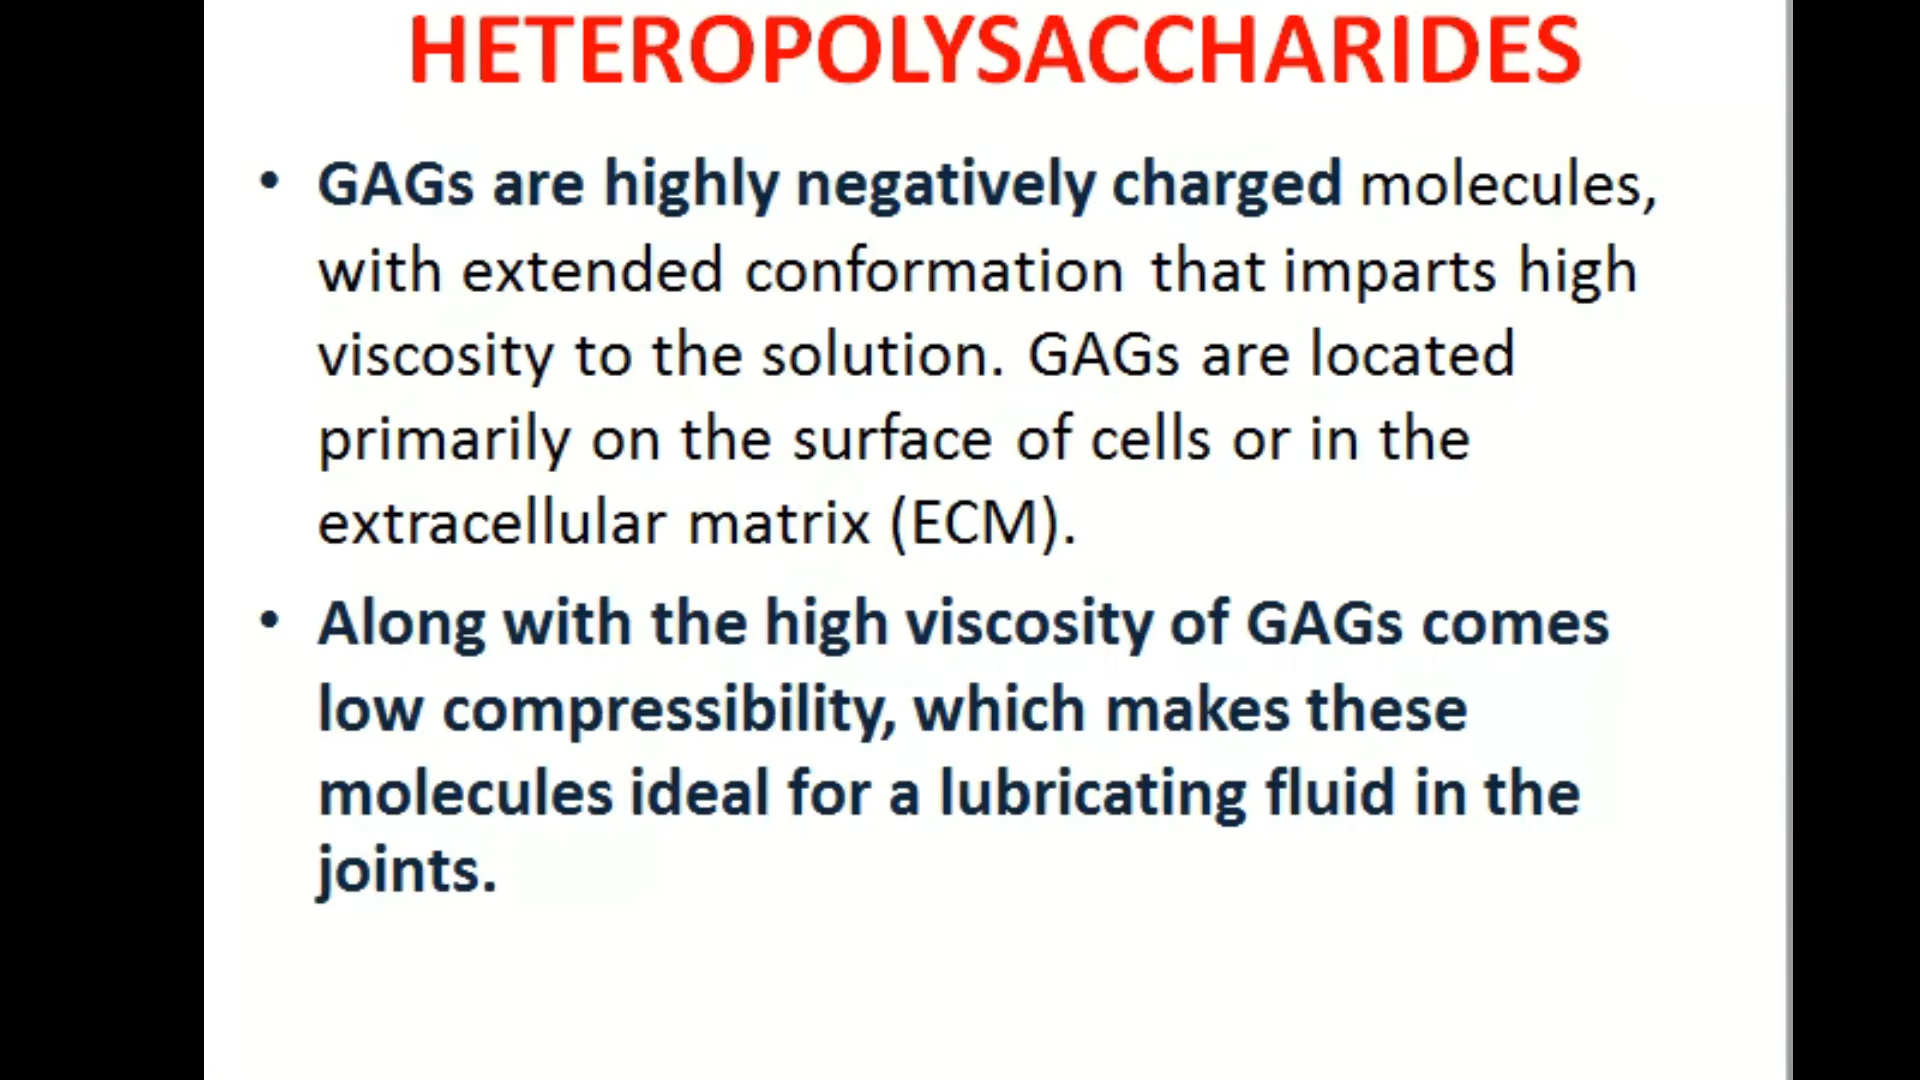 HETEROPOLYSACCHARIDES
• GAGs are highly negatively charged molecules,
with extended conformation that imparts high
viscosity to the solution. GAGs are located
primarily on the surface of cells or in the
extracellular matrix (ECM).
• Along with the high viscosity of GAGs comes
low compressibility, which makes these
molecules ideal for a lubricating fluid in the
joints.